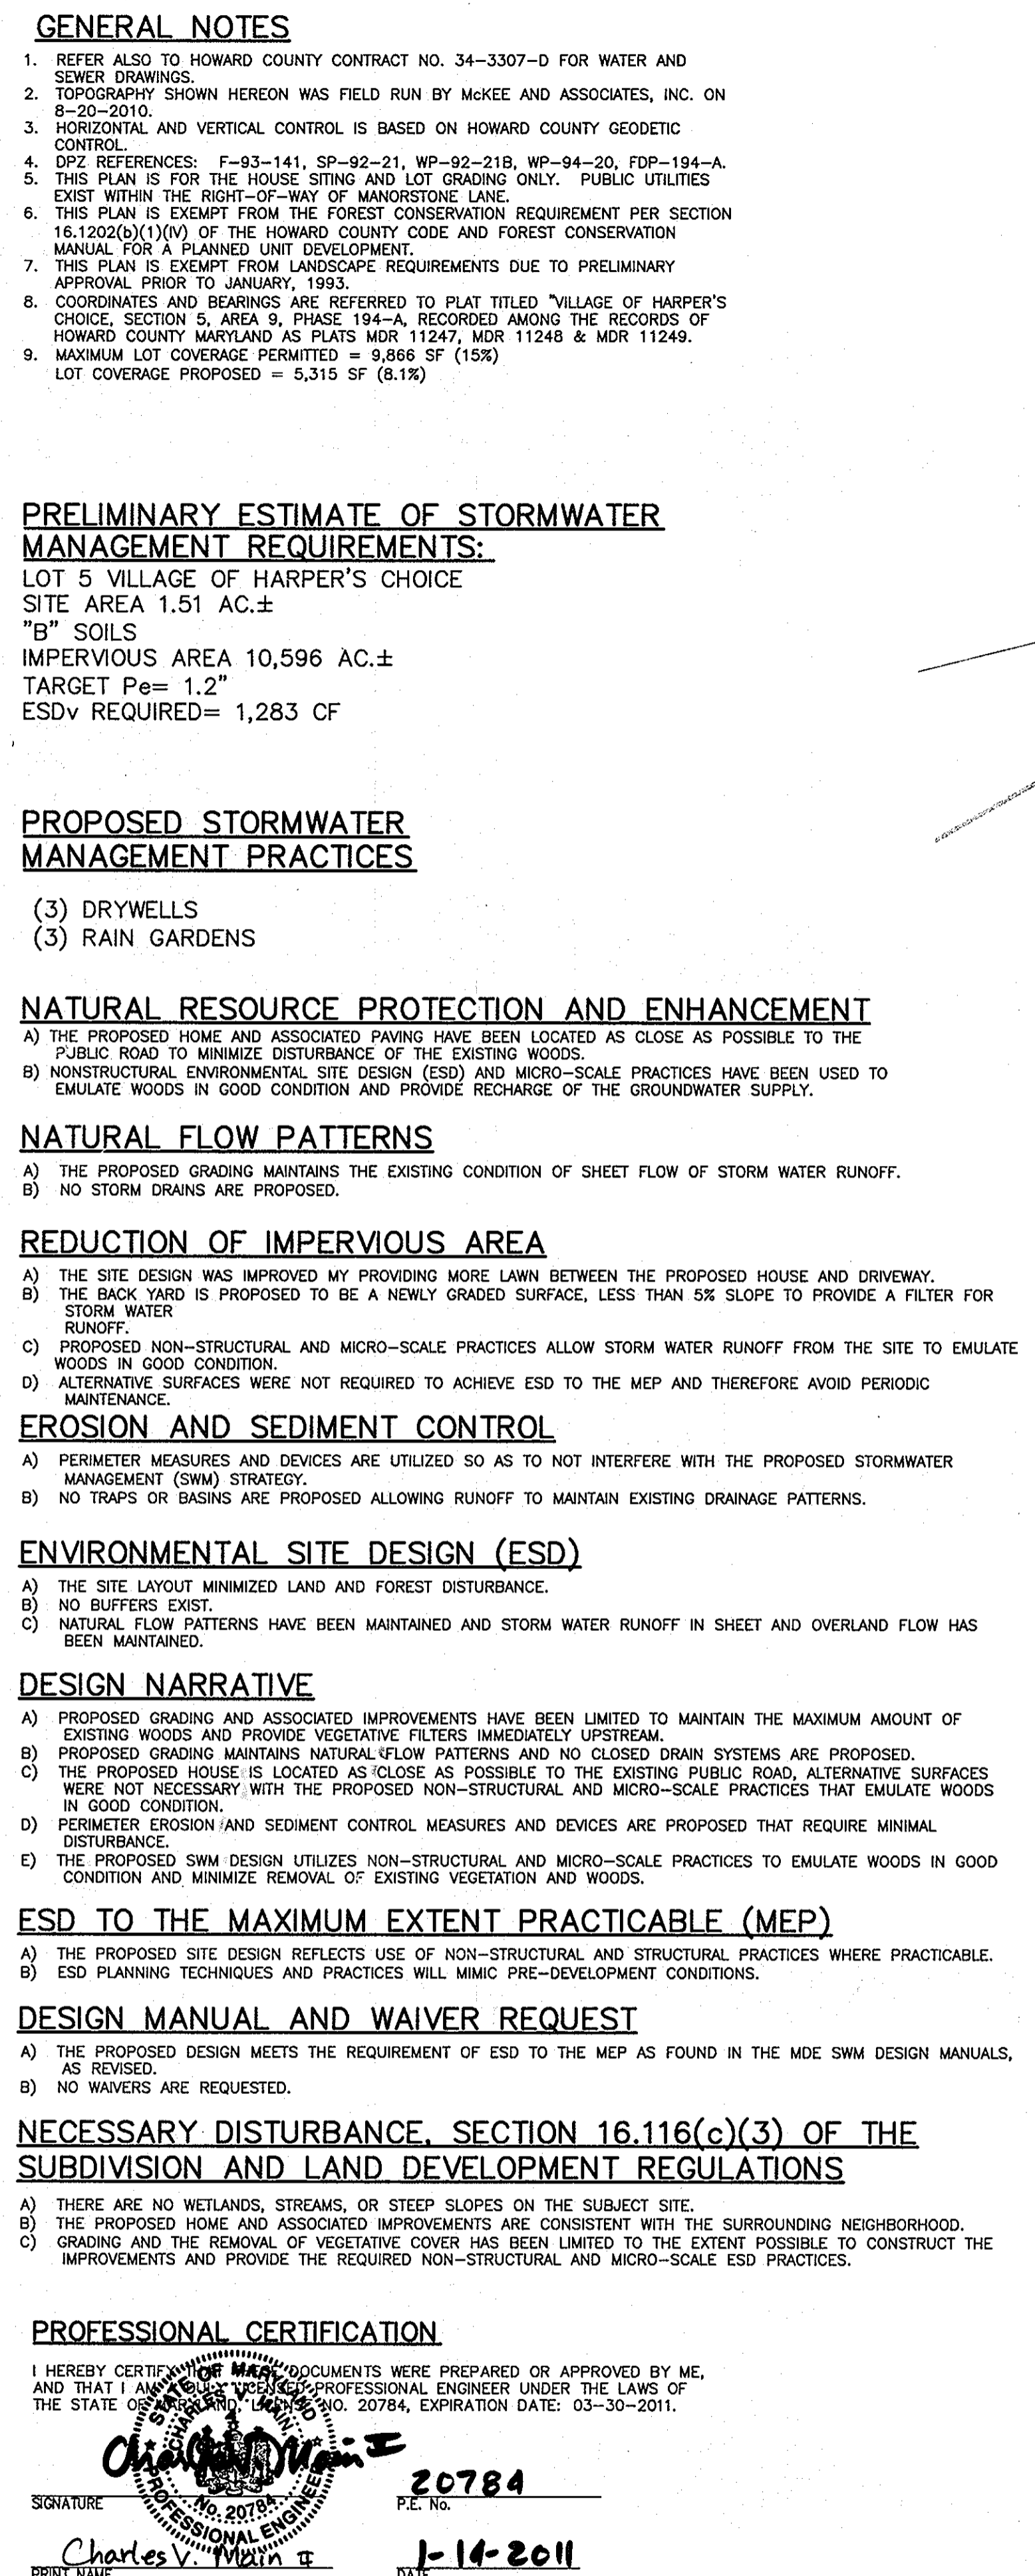 GENERAL NOTES
1. REFER ALSO TO HOWARD COUNTY CONTRACT NO. 34-3307-D FOR WATER AND
SEWER DRAWINGS.
2. TOPOGRAPHY SHOWN HEREON WAS FIELD RUN BY McKEE AND ASSOCIATES, INC. ON
8-20-2010.
3. HORIZONTAL AND VERTICAL CONTROL IS BASED ON HOWARD COUNTY GEODETIC
CONTROL.
4. DPZ REFERENCES: F-93-141, SP-92-21, WP-92-21B, WP-94-20, FDP-194-A.
5. THIS PLAN IS FOR THE HOUSE SITING AND LOT GRADING ONLY. PUBLIC UTILITIES
EXIST WITHIN THE RIGHT-OF-WAY OF MANORSTONE LANE.
6. THIS PLAN IS EXEMPT FROM THE FOREST CONSERVATION REQUIREMENT PER SECTION
16.1202(b)(1)(IV) OF THE HOWARD COUNTY CODE AND FOREST CONSERVATION
MANUAL FOR A PLANNED UNIT DEVELOPMENT.
7. THIS PLAN IS EXEMPT FROM LANDSCAPE REQUIREMENTS DUE TO PRELIMINARY
APPROVAL PRIOR TO JANUARY, 1993.
8. COORDINATES AND BEARINGS ARE REFERRED TO PLAT TITLED "VILLAGE OF HARPER'S
CHOICE, SECTION 5, AREA 9, PHASE 194-A, RECORDED AMONG THE RECORDS OF
HOWARD COUNTY MARYLAND AS PLATS MDR 11247, MDR 11248 & MDR 11249.
9. MAXIMUM LOT COVERAGE PERMITTED = 9,866 SF (15%)
LOT COVERAGE PROPOSED = 5,315 SF (8.1%)
PRELIMINARY ESTIMATE OF STORMWATER
MANAGEMENT REQUIREMENTS:
LOT 5 VILLAGE OF HARPER'S CHOICE
SITE AREA 1.51 AC.±
"B" SOILS
IMPERVIOUS AREA 10,596 AC.±
TARGET Pe= 1.2"
ESDv REQUIRED= 1,283 CF
PROPOSED STORMWATER
MANAGEMENT PRACTICES
(3) DRYWELLS
(3) RAIN GARDENS
NATURAL RESOURCE PROTECTION AND ENHANCEMENT
A) THE PROPOSED HOME AND ASSOCIATED PAVING HAVE BEEN LOCATED AS CLOSE AS POSSIBLE TO THE
PUBLIC ROAD TO MINIMIZE DISTURBANCE OF THE EXISTING WOODS.
B) NONSTRUCTURAL ENVIRONMENTAL SITE DESIGN (ESD) AND MICRO-SCALE PRACTICES HAVE BEEN USED TO
EMULATE WOODS IN GOOD CONDITION AND PROVIDE RECHARGE OF THE GROUNDWATER SUPPLY.
NATURAL FLOW PATTERNS
A) THE PROPOSED GRADING MAINTAINS THE EXISTING CONDITION OF SHEET FLOW OF STORM WATER RUNOFF.
B) NO STORM DRAINS ARE PROPOSED.
REDUCTION OF IMPERVIOUS AREA
A) THE SITE DESIGN WAS IMPROVED MY PROVIDING MORE LAWN BETWEEN THE PROPOSED HOUSE AND DRIVEWAY.
B) THE BACK YARD IS PROPOSED TO BE A NEWLY GRADED SURFACE, LESS THAN 5% SLOPE TO PROVIDE A FILTER FOR
STORM WATER
RUNOFF.
C) PROPOSED NON-STRUCTURAL AND MICRO-SCALE PRACTICES ALLOW STORM WATER RUNOFF FROM THE SITE TO EMULATE
WOODS IN GOOD CONDITION.
D) ALTERNATIVE SURFACES WERE NOT REQUIRED TO ACHIEVE ESD TO THE MEP AND THEREFORE AVOID PERIODIC
MAINTENANCE.
EROSION AND SEDIMENT CONTROL
A) PERIMETER MEASURES AND DEVICES ARE UTILIZED SO AS TO NOT INTERFERE WITH THE PROPOSED STORMWATER
MANAGEMENT (SWM) STRATEGY.
B) NO TRAPS OR BASINS ARE PROPOSED ALLOWING RUNOFF TO MAINTAIN EXISTING DRAINAGE PATTERNS.
ENVIRONMENTAL SITE DESIGN (ESD)
A) THE SITE LAYOUT MINIMIZED LAND AND FOREST DISTURBANCE.
B) NO BUFFERS EXIST.
C) NATURAL FLOW PATTERNS HAVE BEEN MAINTAINED AND STORM WATER RUNOFF IN SHEET AND OVERLAND FLOW HAS
BEEN MAINTAINED.
DESIGN NARRATIVE
A) PROPOSED GRADING AND ASSOCIATED IMPROVEMENTS HAVE BEEN LIMITED TO MAINTAIN THE MAXIMUM AMOUNT OF
EXISTING WOODS AND PROVIDE VEGETATIVE FILTERS IMMEDIATELY UPSTREAM.
B) PROPOSED GRADING MAINTAINS NATURAL FLOW PATTERNS AND NO CLOSED DRAIN SYSTEMS ARE PROPOSED.
C) THE PROPOSED HOUSE IS LOCATED AS CLOSE AS POSSIBLE TO THE EXISTING PUBLIC ROAD, ALTERNATIVE SURFACES
WERE NOT NECESSARY WITH THE PROPOSED NON-STRUCTURAL AND MICRO-SCALE PRACTICES THAT EMULATE WOODS
IN GOOD CONDITION.
D) PERIMETER EROSION AND SEDIMENT CONTROL MEASURES AND DEVICES ARE PROPOSED THAT REQUIRE MINIMAL
DISTURBANCE.
E) THE PROPOSED SWM DESIGN UTILIZES NON-STRUCTURAL AND MICRO-SCALE PRACTICES TO EMULATE WOODS IN GOOD
CONDITION AND MINIMIZE REMOVAL OF EXISTING VEGETATION AND WOODS.
ESD TO THE MAXIMUM EXTENT PRACTICABLE (MEP)
A) THE PROPOSED SITE DESIGN REFLECTS USE OF NON-STRUCTURAL AND STRUCTURAL PRACTICES WHERE PRACTICABLE.
B) ESD PLANNING TECHNIQUES AND PRACTICES WILL MIMIC PRE-DEVELOPMENT CONDITIONS.
DESIGN MANUAL AND WAIVER REQUEST
A) THE PROPOSED DESIGN MEETS THE REQUIREMENT OF ESD TO THE MEP AS FOUND IN THE MDE SWM DESIGN MANUALS,
AS REVISED.
B) NO WAIVERS ARE REQUESTED.
NECESSARY DISTURBANCE, SECTION 16.116(c)(3) OF THE
SUBDIVISION AND LAND DEVELOPMENT REGULATIONS
A) THERE ARE NO WETLANDS, STREAMS, OR STEEP SLOPES ON THE SUBJECT SITE.
B) THE PROPOSED HOME AND ASSOCIATED IMPROVEMENTS ARE CONSISTENT WITH THE SURROUNDING NEIGHBORHOOD.
C) GRADING AND THE REMOVAL OF VEGETATIVE COVER HAS BEEN LIMITED TO THE EXTENT POSSIBLE TO CONSTRUCT THE
IMPROVEMENTS AND PROVIDE THE REQUIRED NON-STRUCTURAL AND MICRO-SCALE ESD PRACTICES.
PROFESSIONAL CERTIFICATION
I HEREBY CERTIFY THAT THESE DOCUMENTS WERE PREPARED OR APPROVED BY ME,
AND THAT I AM A DULY LICENSED PROFESSIONAL ENGINEER UNDER THE LAWS OF
THE STATE OF MARYLAND, LICENSE NO. 20784, EXPIRATION DATE: 03-30-2011.
STATE OF MARYLAND
CHARLES V. MAIN
No. 20784
PROFESSIONAL ENGINEER
Charles V Main II
20784
SIGNATURE P.E. No.
Charles V. Main II 1-14-2011
PRINT NAME DATE